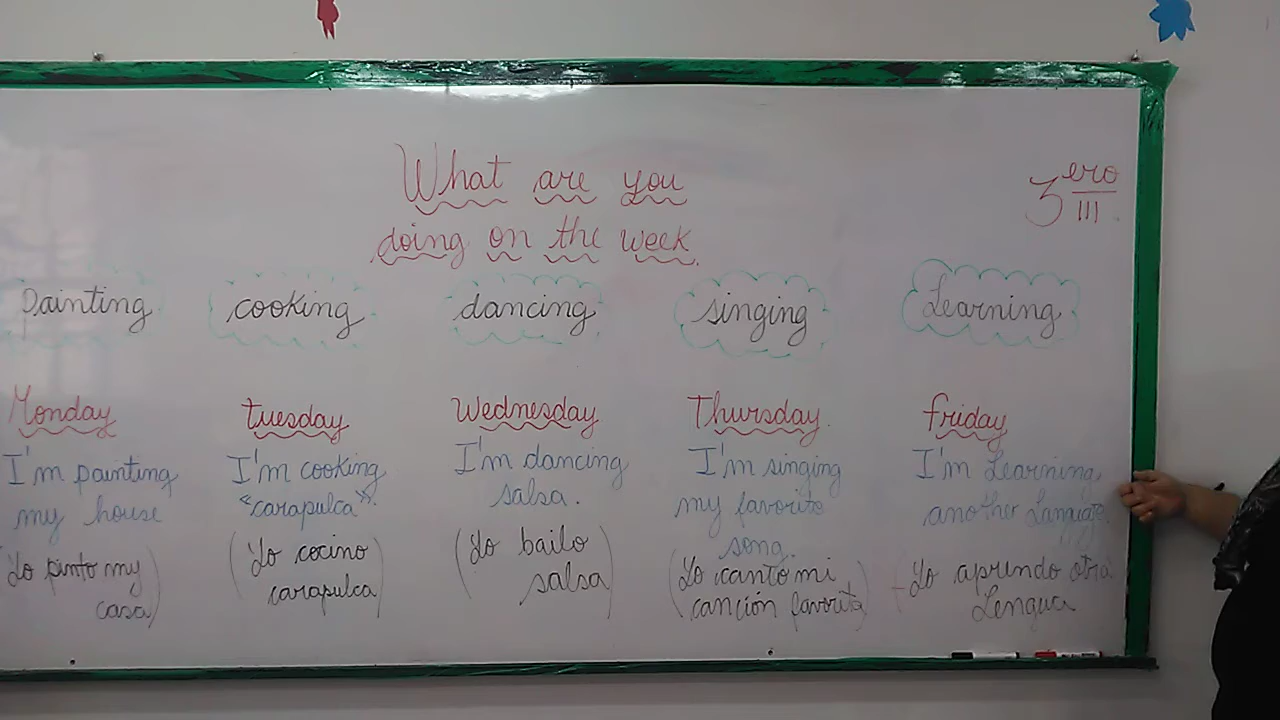 What are you
doing on the week
3 ero
III
painting
cooking
dancing
singing
Learning
Monday
I'm painting
my house
Yo pinto my
casa)
tuesday
I'm cooking
"carapulca".
(Yo cocino
carapulca)
Wednesday
I'm dancing
salsa.
(Yo bailo
salsa)
Thursday.
I'm singing
my favorite
song.
(Yo canto mi
canción favorita)
friday
I'm Learning
another
(Yo aprendo otra
Lengua